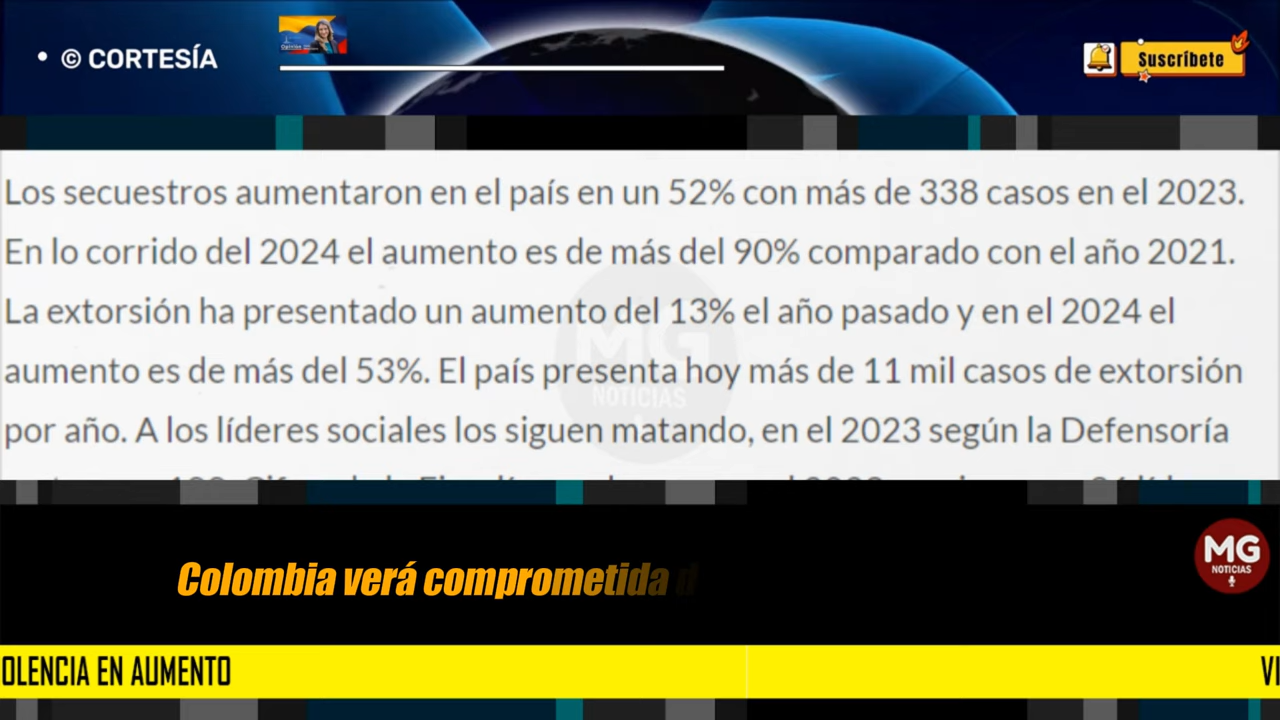 • © CORTESÍA
Opinión
Suscríbete
Los secuestros aumentaron en el país en un 52% con más de 338 casos en el 2023.
En lo corrido del 2024 el aumento es de más del 90% comparado con el año 2021.
La extorsión ha presentado un aumento del 13% el año pasado y en el 2024 el
aumento es de más del 53%. El país presenta hoy más de 11 mil casos de extorsión
por año. A los líderes sociales los siguen matando, en el 2023 según la Defensoría
MG
NOTICIAS
Colombia verá comprometida d
MG
NOTICIAS
OLENCIA EN AUMENTO
VI